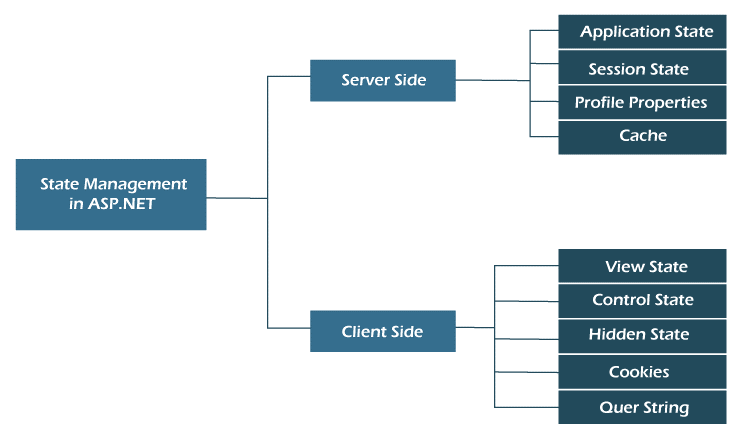 State Management
in ASP.NET
Server Side
Application State
Session State
Profile Properties
Cache
Client Side
View State
Control State
Hidden State
Cookies
Quer String